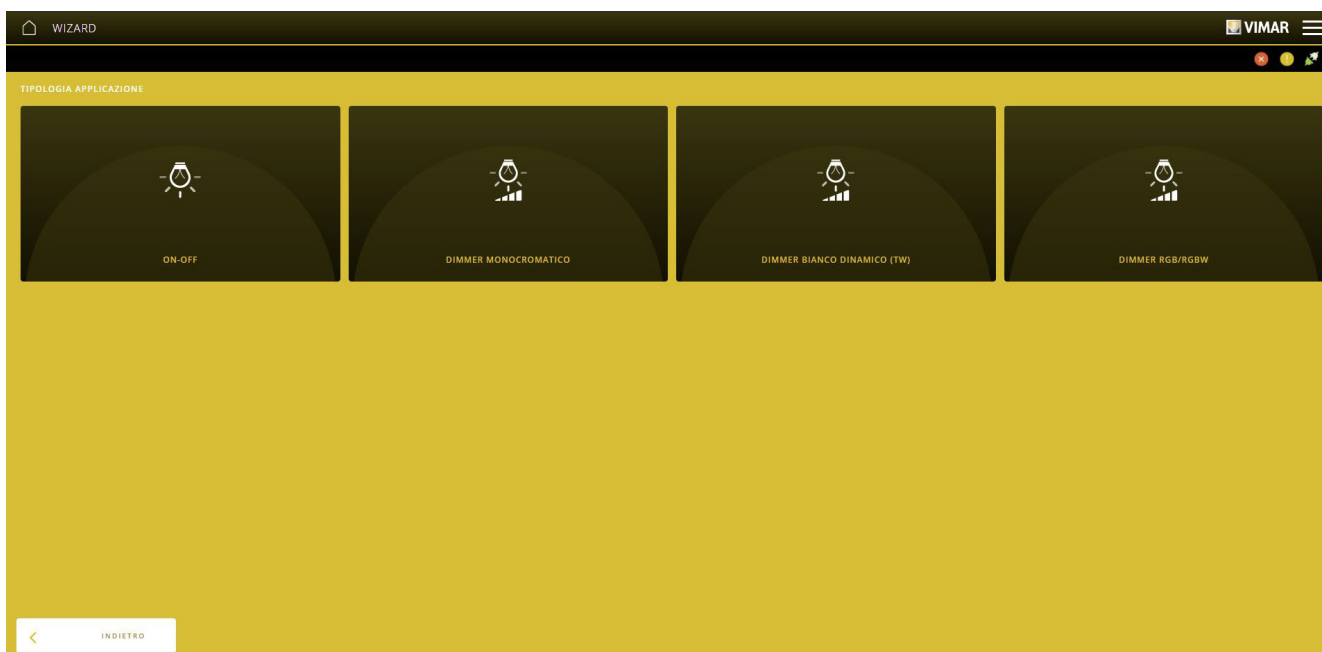 WIZARD
VIMAR
TIPOLOGIA APPLICAZIONE
ON-OFF
DIMMER MONOCROMATICO
DIMMER BIANCO DINAMICO (TW)
DIMMER RGB/RGBW
INDIETRO